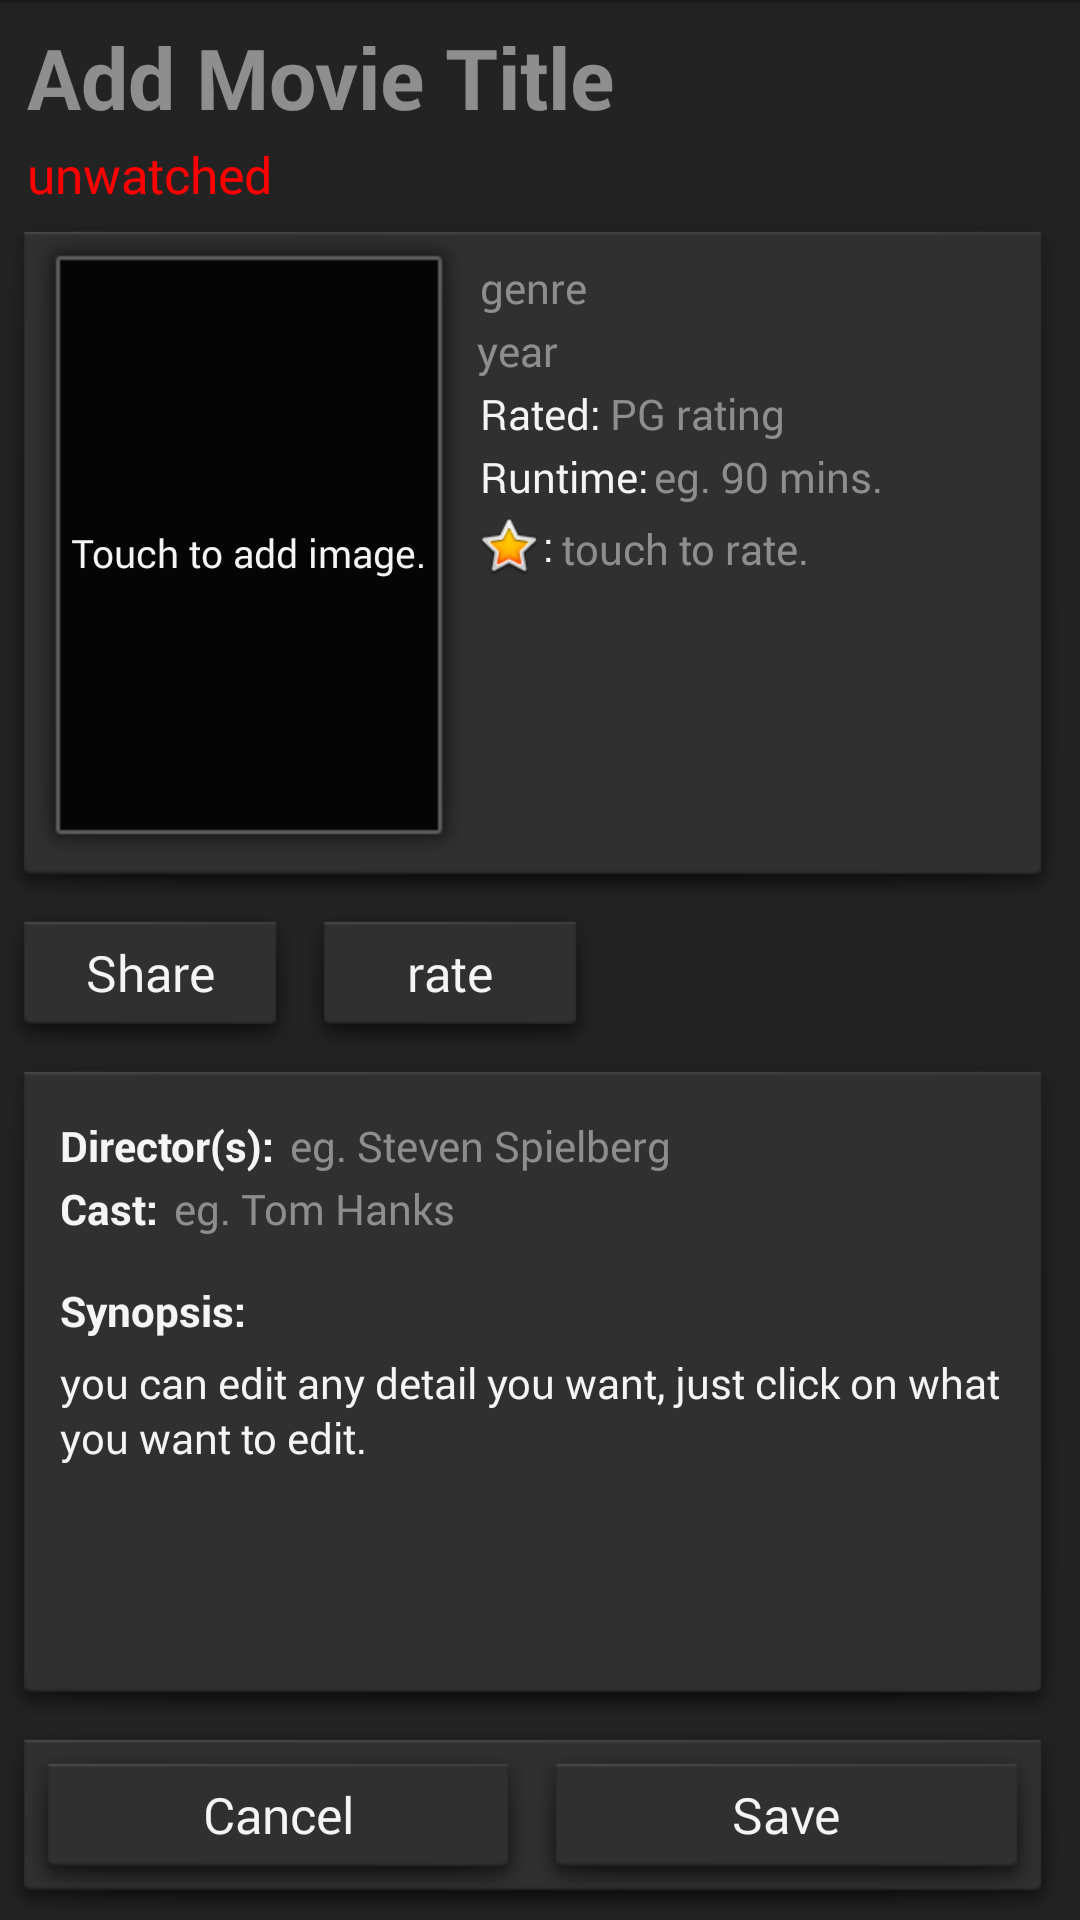 Add Movie Title
unwatched
Touch to add image.
genre
year
Rated: PG rating
Runtime: eg. 90 mins.
: touch to rate.
Share
rate
Director(s): eg. Steven Spielberg
Cast: eg. Tom Hanks
Synopsis:
you can edit any detail you want, just click on what
you want to edit.
Cancel
Save